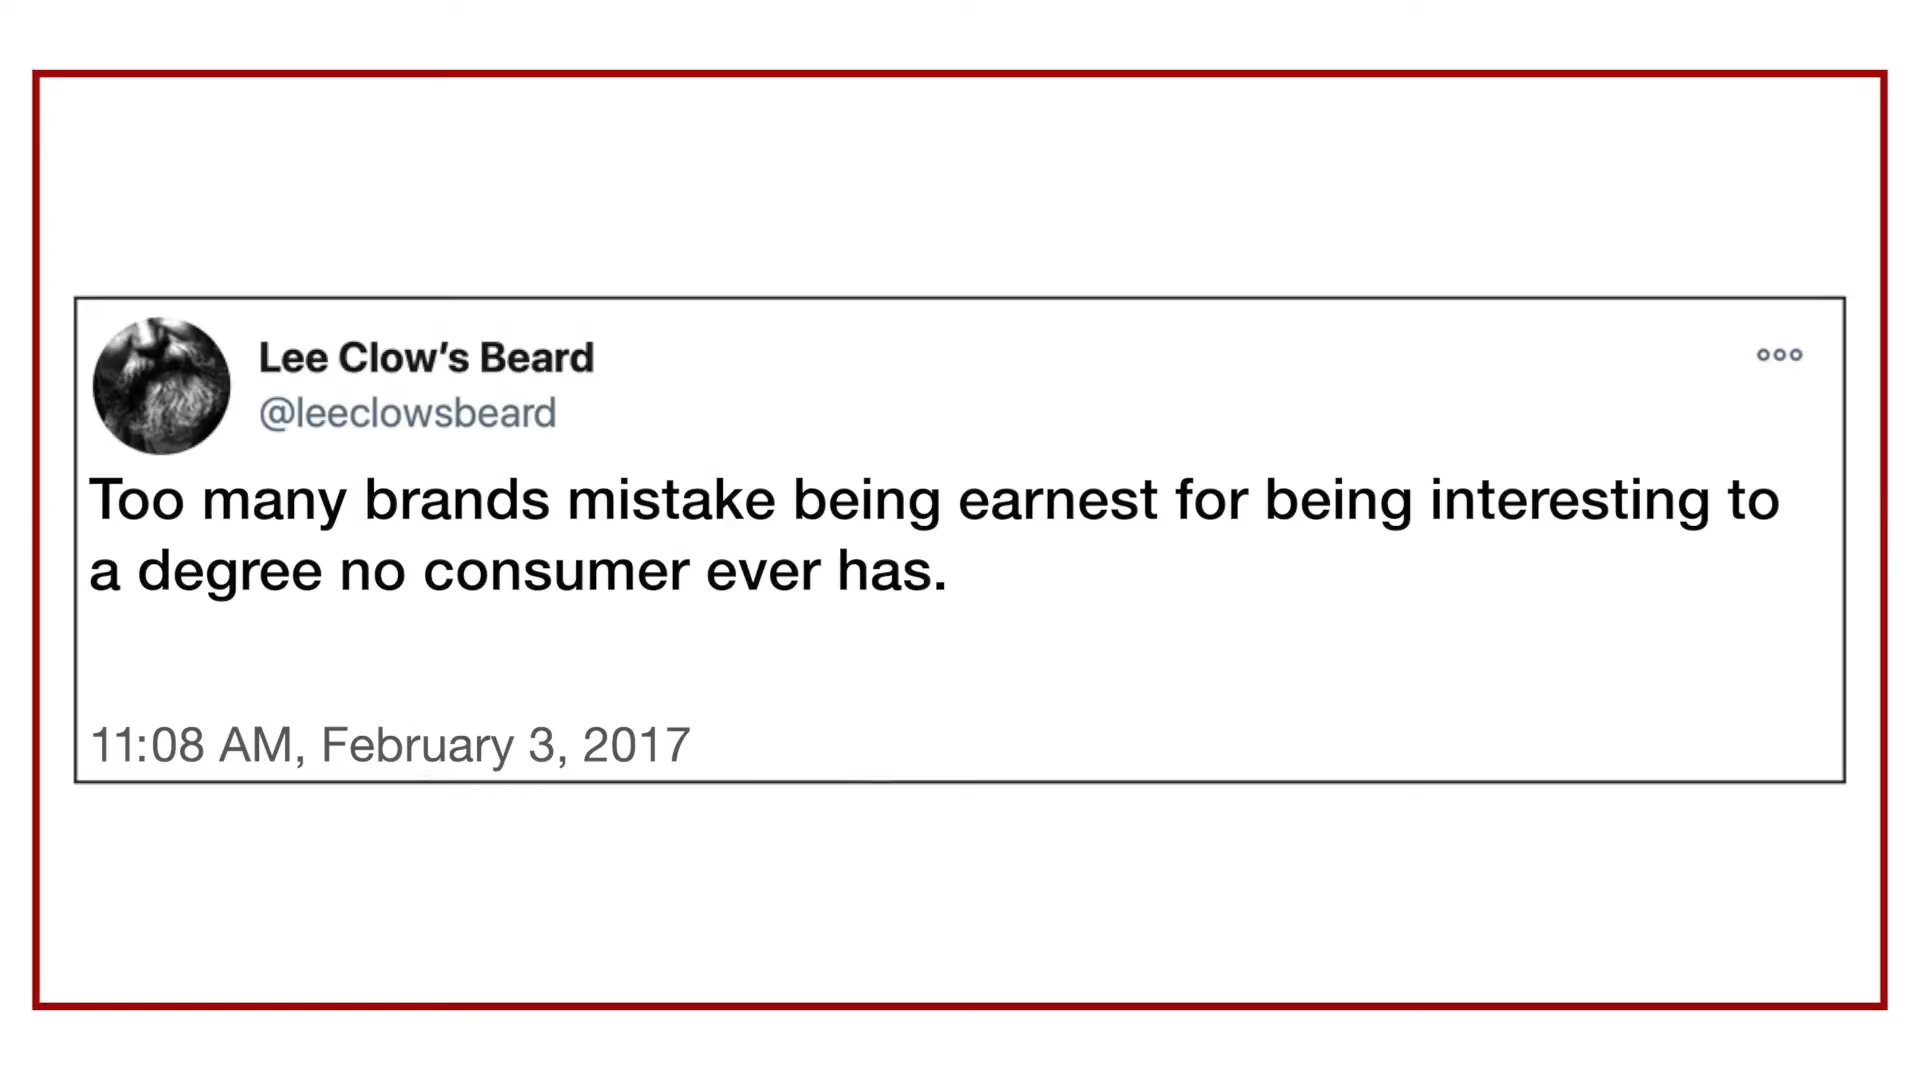 Lee Clow’s Beard
@leeclowsbeard
Too many brands mistake being earnest for being interesting to
a degree no consumer ever has.
11:08 AM, February 3, 2017